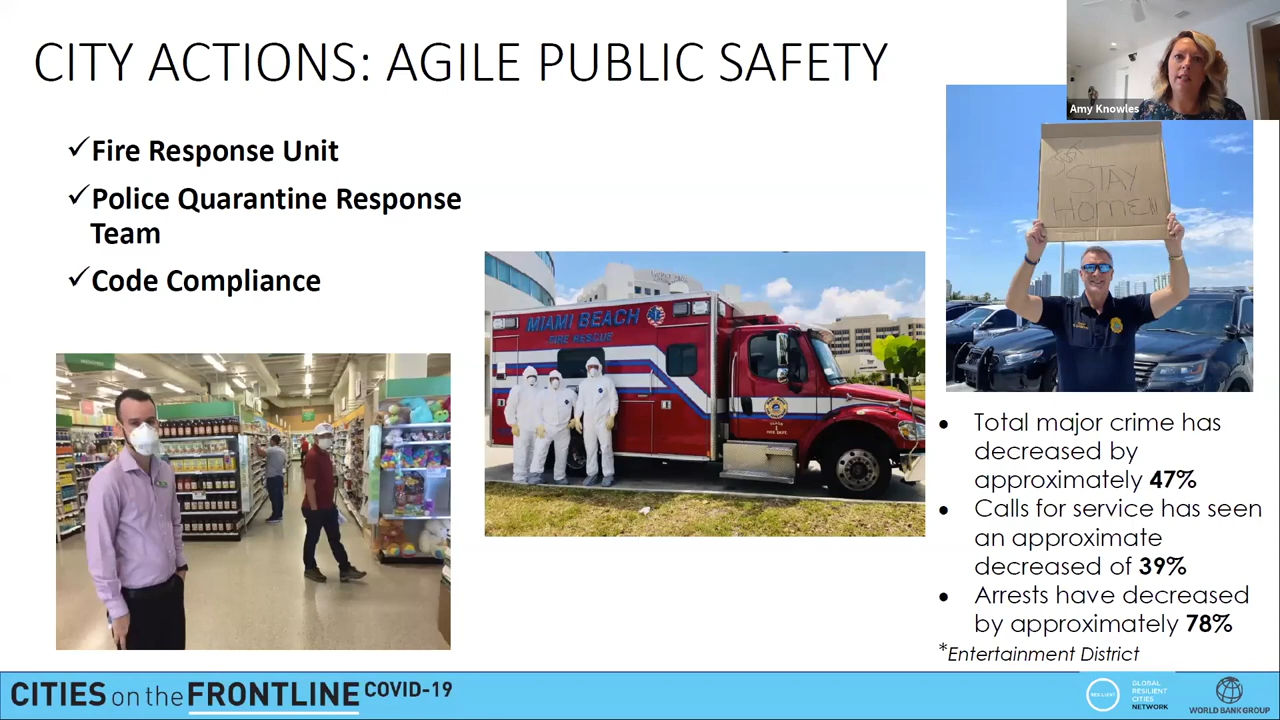 CITY ACTIONS: AGILE PUBLIC SAFETY
Amy Knowles
✓Fire Response Unit
✓Police Quarantine Response
Team
✓Code Compliance
JUST
STAY
HOME!!
MIAMI BEACH
FIRE RESCUE
• Total major crime has
decreased by
approximately 47%
• Calls for service has seen
an approximate
decreased of 39%
• Arrests have decreased
by approximately 78%
*Entertainment District
CITIES on the FRONTLINE COVID-19
RESILIENT
GLOBAL
RESILIENT
CITIES
NETWORK
WORLD BANK GROUP